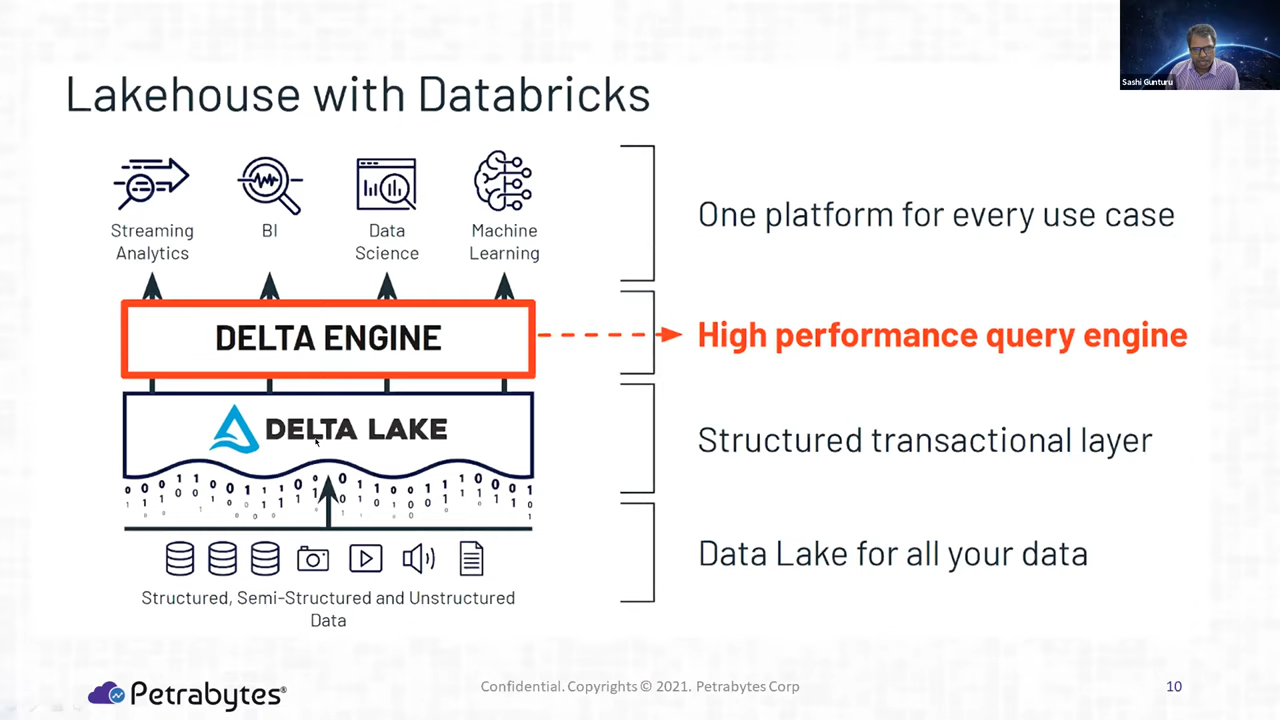 Sashi Gunturu
Lakehouse with Databricks
Streaming
Analytics
BI
Data
Science
Machine
Learning
One platform for every use case
DELTA ENGINE
High performance query engine
DELTA LAKE
Structured transactional layer
Structured, Semi-Structured and Unstructured
Data
Data Lake for all your data
Petrabytes®
Confidential. Copyrights © 2021. Petrabytes Corp
10